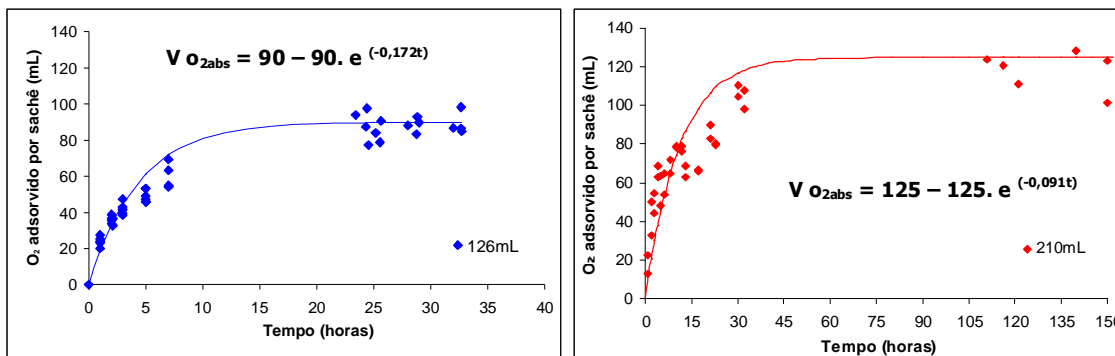 140
120
100
80
60
40
20
0
O₂ adsorvido por sachê (mL)
V o₂abs = 90 – 90. e (-0,172t)
126mL
0 5 10 15 20 25 30 35 40
Tempo (horas)
140
120
100
80
60
40
20
0
O₂ adsorvido por sachê (mL)
V o₂abs = 125 – 125. e (-0,091t)
210mL
0 15 30 45 60 75 90 105 120 135 150
Tempo (horas)